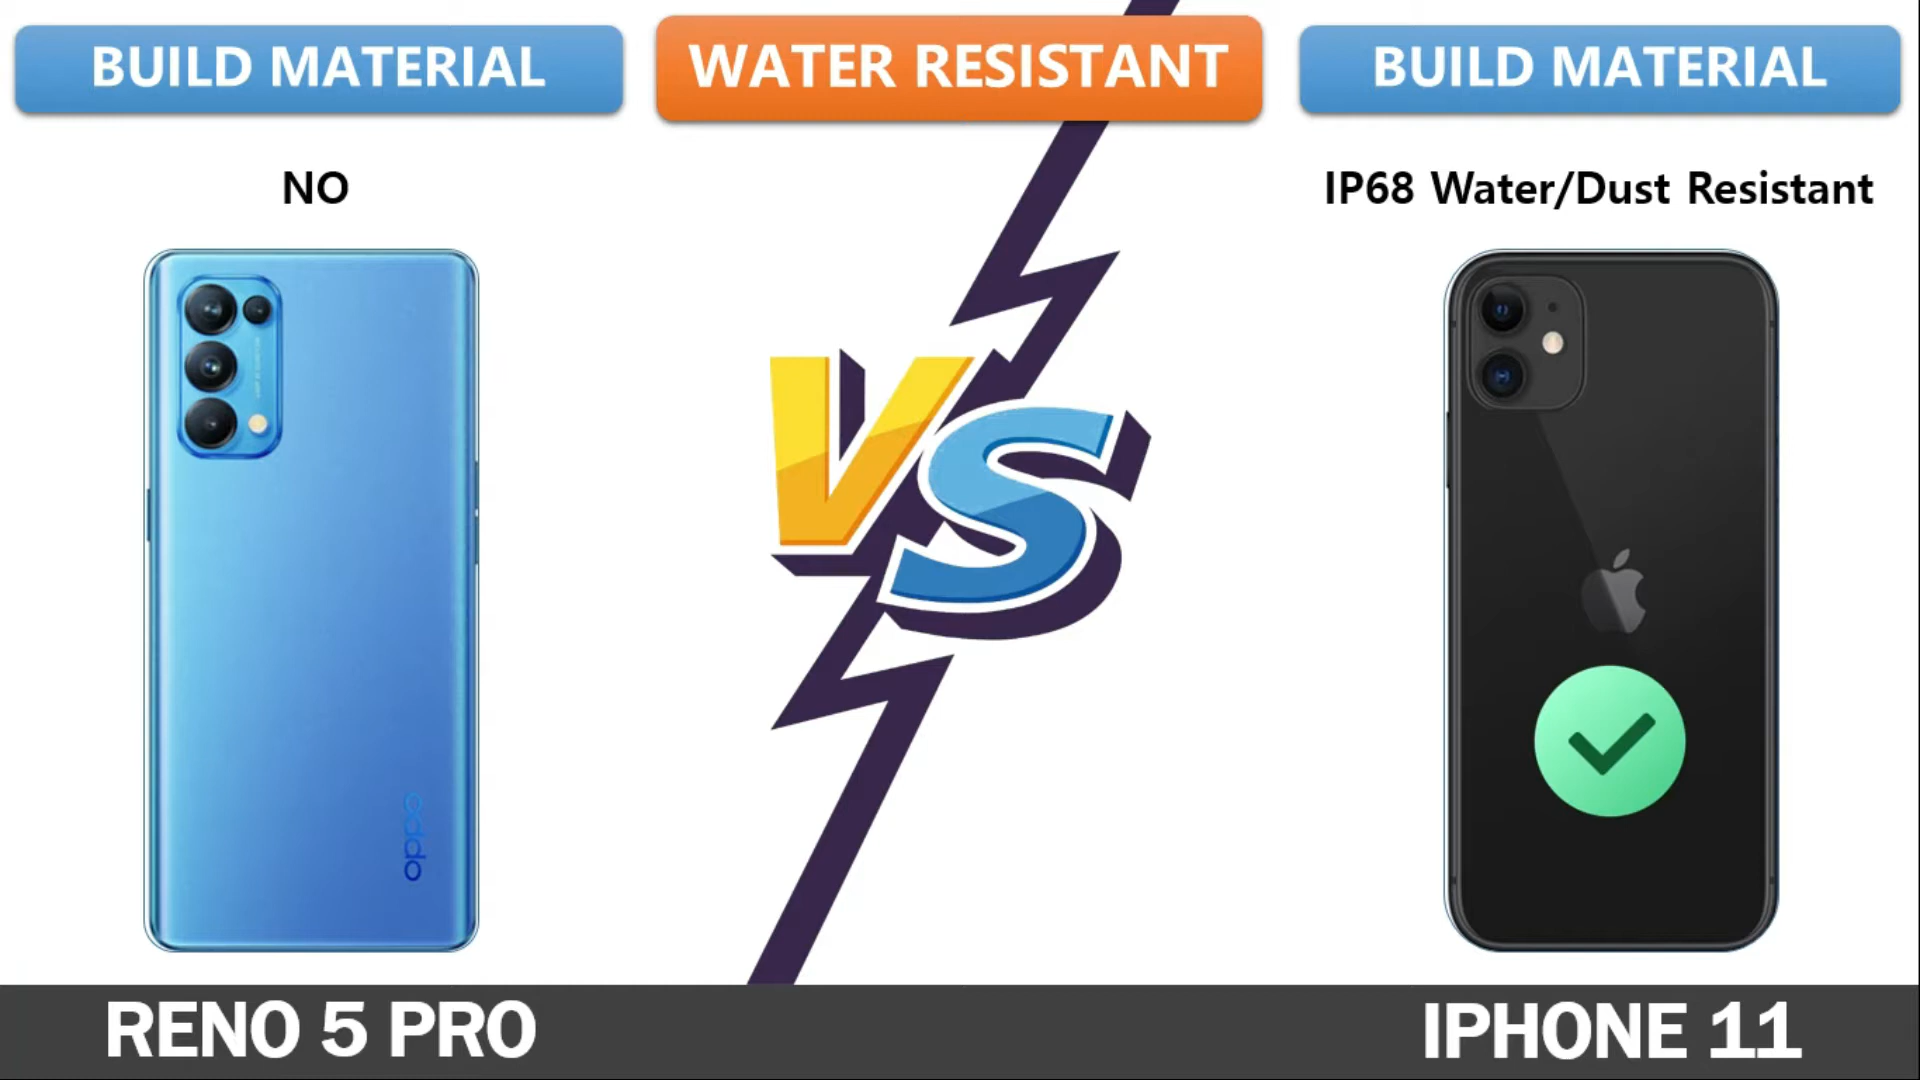 BUILD MATERIAL
WATER RESISTANT
BUILD MATERIAL
NO
IP68 Water/Dust Resistant
VS
oppo
RENO 5 PRO
IPHONE 11